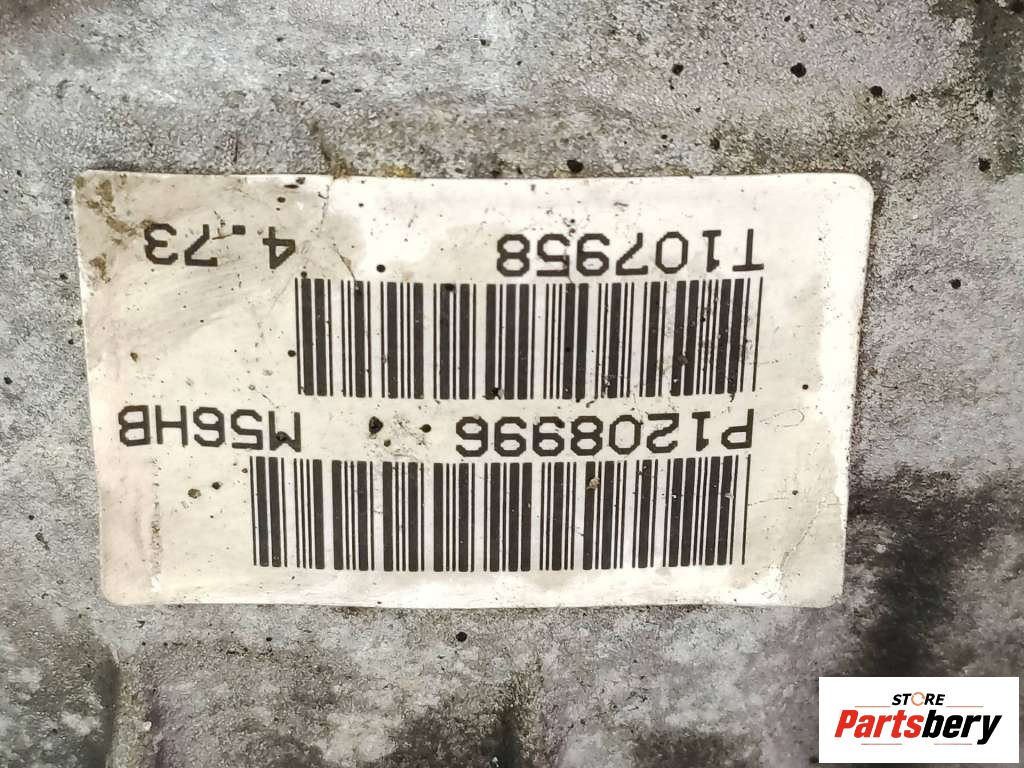 P1208996 M56HB
T107958 4.73
STORE
Partsbery